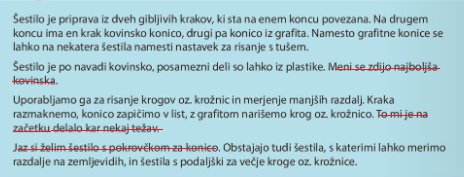 Šestilo je priprava iz dveh gibljivih krakov, ki sta na enem koncu povezana. Na drugem
koncu ima en krak kovinsko konico, drugi pa konico iz grafita. Namesto grafitne konice se
lahko na nekatera šestila namesti nastavek za risanje s tušem.
Šestilo je po navadi kovinsko, posamezni deli so lahko iz plastike. Meni se zdijo najboljša
kovinska.
Uporabljamo ga za risanje krogov oz. krožnic in merjenje manjših razdalj. Kraka
razmaknemo, konico zapičimo v list, z grafitom narišemo krog oz. krožnico. To mi je na
začetku delalo kar nekaj težav.
Jaz si želim šestilo s pokrovčkom za konico. Obstajajo tudi šestila, s katerimi lahko merimo
razdalje na zemljevidih, in šestila s podaljški za večje kroge oz. krožnice.